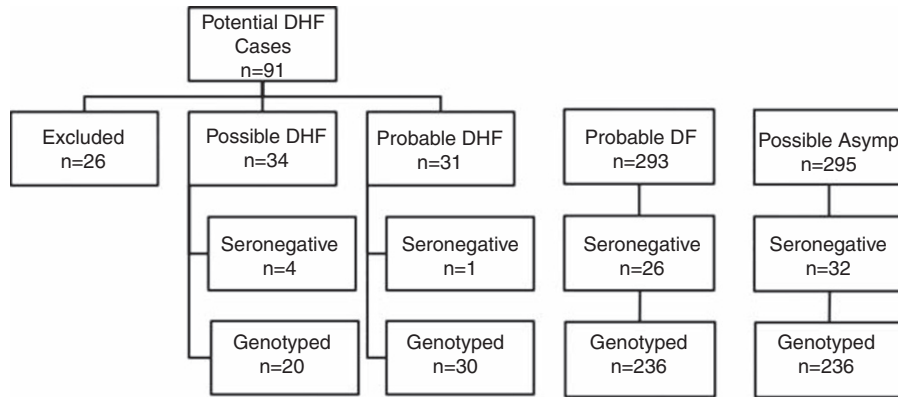 Potential DHF
Cases
n=91
Excluded
n=26
Possible DHF
n=34
Probable DHF
n=31
Probable DF
n=293
Possible Asymp
n=295
Seronegative
n=4
Seronegative
n=1
Seronegative
n=26
Seronegative
n=32
Genotyped
n=20
Genotyped
n=30
Genotyped
n=236
Genotyped
n=236